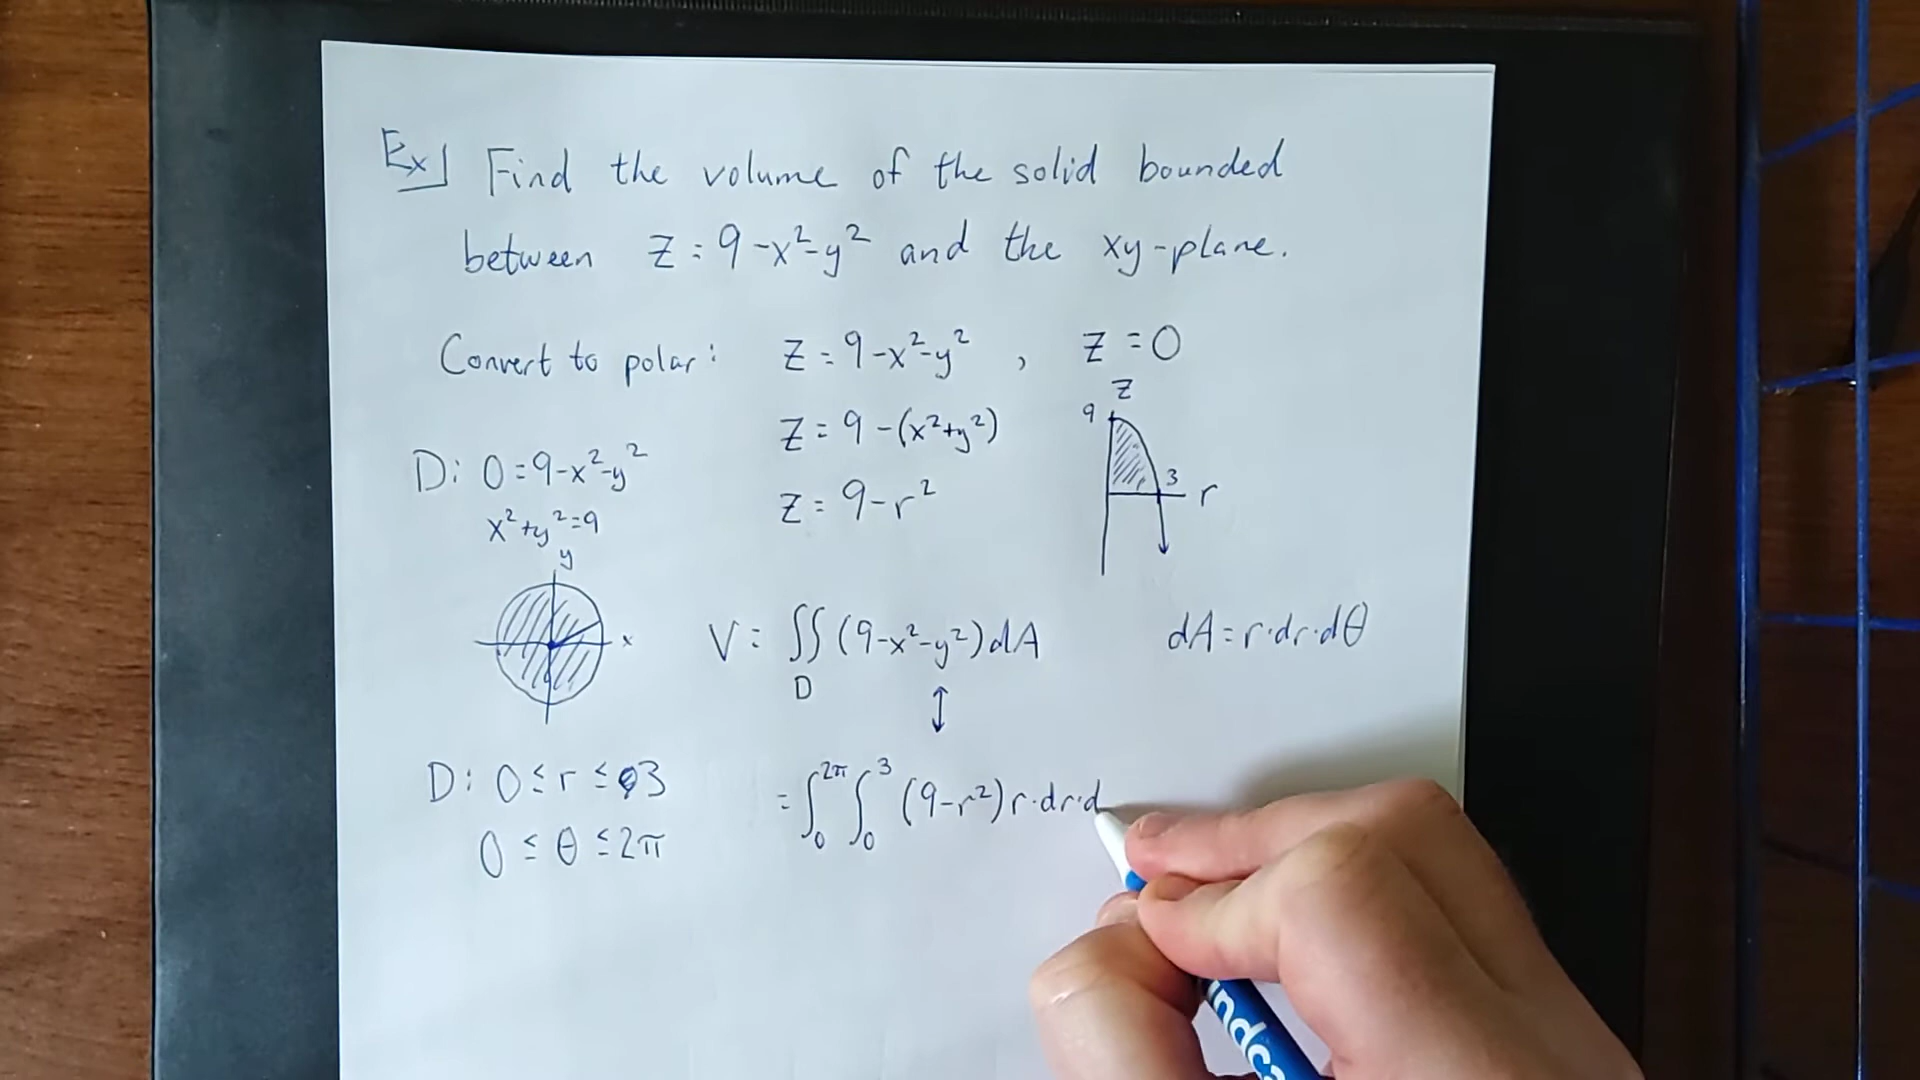 Ex] Find the volume of the solid bounded
between z = 9-x²-y² and the xy-plane.
Convert to polar: z = 9-x²-y² , z = 0
z = 9-(x²+y²)
z = 9-r²
z
9
3
r
D: 0=9-x²-y²
x²+y²=9
y
x
V = ∬ (9-x²-y²)dA
D
↕
dA = r·dr·dθ
D: 0 ≤ r ≤ 3
0 ≤ θ ≤ 2π
= ∫₀^2π ∫₀^3 (9-r²) r·dr·d